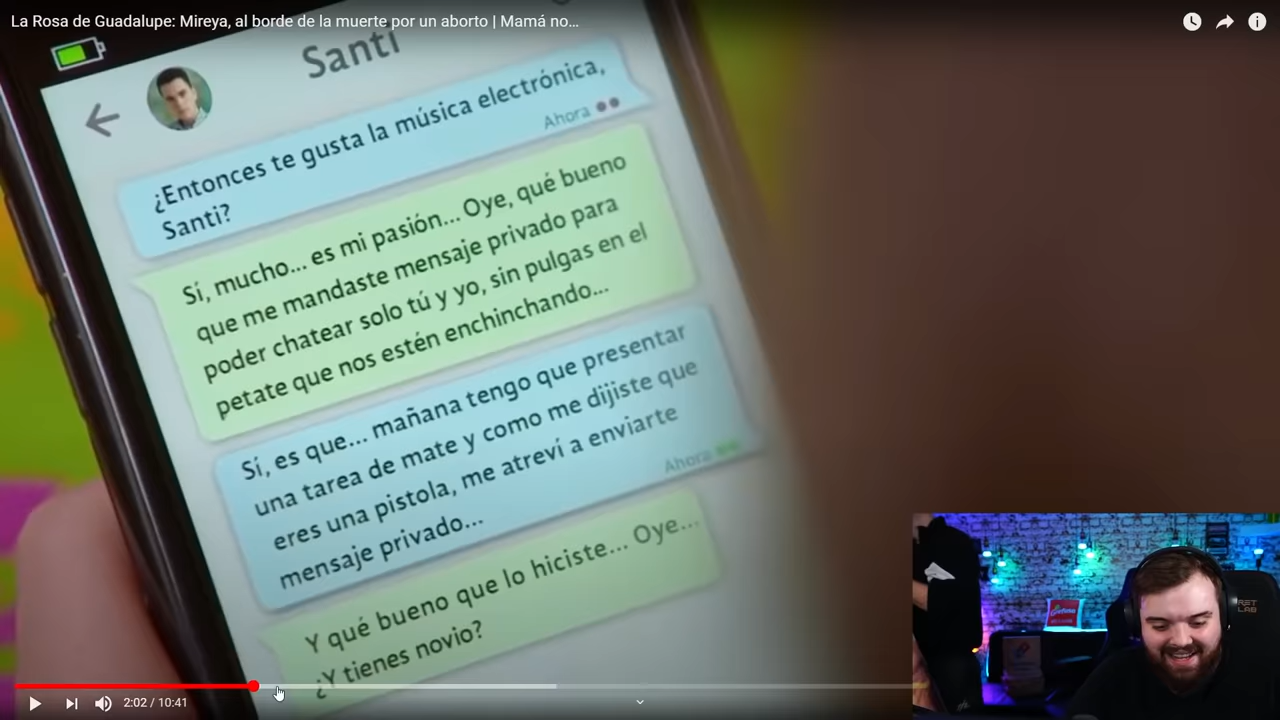 La Rosa de Guadalupe: Mireya, al borde de la muerte por un aborto | Mamá no...
Santi
¿Entonces te gusta la música electrónica,
Santi?
Ahora
Sí, mucho... es mi pasión... Oye, qué bueno
que me mandaste mensaje privado para
poder chatear solo tú y yo, sin pulgas en el
petate que nos estén enchinchando...
Sí, es que... mañana tengo que presentar
una tarea de mate y como me dijiste que
eres una pistola, me atreví a enviarte
mensaje privado...
Ahora
Y qué bueno que lo hiciste... Oye...
¿Y tienes novio?
2:02 / 10:41